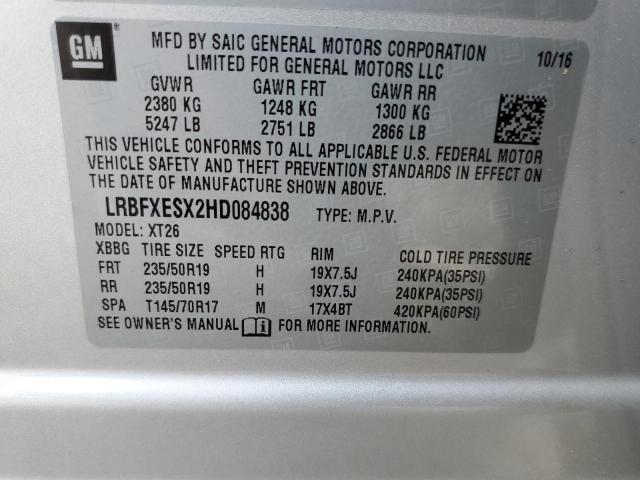 GM
MFD BY SAIC GENERAL MOTORS CORPORATION
LIMITED FOR GENERAL MOTORS LLC
10/16
GVWR GAWR FRT GAWR RR
2380 KG 1248 KG 1300 KG
5247 LB 2751 LB 2866 LB
THIS VEHICLE CONFORMS TO ALL APPLICABLE U.S. FEDERAL MOTOR
VEHICLE SAFETY AND THEFT PREVENTION STANDARDS IN EFFECT ON
THE DATE OF MANUFACTURE SHOWN ABOVE.
LRBFXESX2HD084838 TYPE: M.P.V.
MODEL: XT26
XBBG TIRE SIZE SPEED RTG RIM COLD TIRE PRESSURE
FRT 235/50R19 H 19X7.5J 240KPA(35PSI)
RR 235/50R19 H 19X7.5J 240KPA(35PSI)
SPA T145/70R17 M 17X4BT 420KPA(60PSI)
SEE OWNER'S MANUAL FOR MORE INFORMATION.